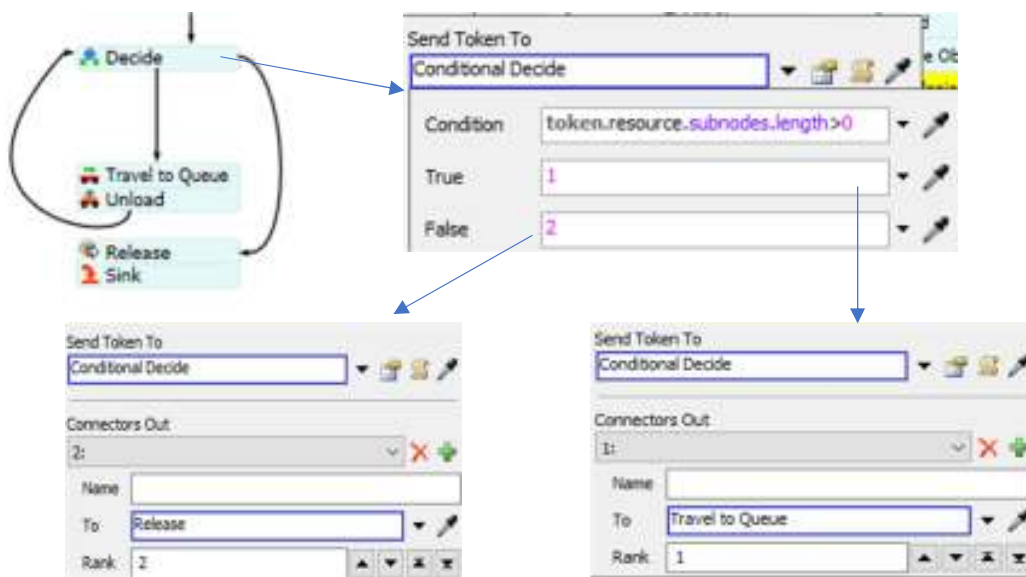 Decide
Travel to Queue
Unload
Release
Sink
Send Token To
Conditional Decide
Condition
token.resource.subnodes.length>0
True
1
False
2
Send Token To
Conditional Decide
Connectors Out
2:
Name
To
Release
Rank
2
Send Token To
Conditional Decide
Connectors Out
1:
Name
To
Travel to Queue
Rank
1